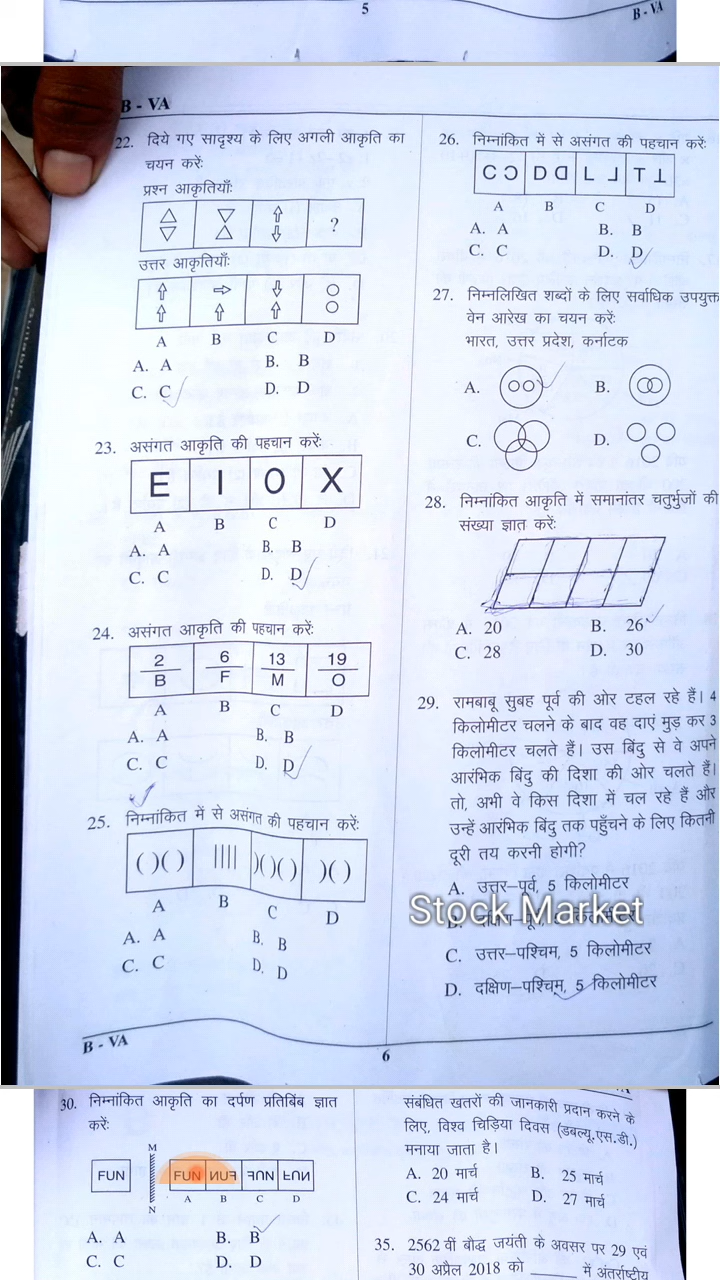 5
B - VA
B - VA
22. दिये गए सादृश्य के लिए अगली आकृति का
चयन करें:
प्रश्न आकृतियाँ:
?
उत्तर आकृतियाँ:
A B C D
A. A B. B
C. C D. D
23. असंगत आकृति की पहचान करें:
E I O X
A B C D
A. A B. B
C. C D. D
24. असंगत आकृति की पहचान करें:
2 6 13 19
B F M O
A B C D
A. A B. B
C. C D. D
25. निम्नांकित में से असंगत की पहचान करें:
( ) ( ) |||| ) ( ) ( ) ) ( )
A B C D
A. A B. B
C. C D. D
B - VA
26. निम्नांकित में से असंगत की पहचान करें:
C Ɔ D ᗡ L ⅃ T ⊥
A B C D
A. A B. B
C. C D. D
27. निम्नलिखित शब्दों के लिए सर्वाधिक उपयुक्त
वेन आरेख का चयन करें:
भारत, उत्तर प्रदेश, कर्नाटक
A. B.
C. D.
28. निम्नांकित आकृति में समानांतर चतुर्भुजों की
संख्या ज्ञात करें:
A. 20 B. 26
C. 28 D. 30
29. रामबाबू सुबह पूर्व की ओर टहल रहे हैं। 4
किलोमीटर चलने के बाद वह दाएं मुड़ कर 3
किलोमीटर चलते हैं। उस बिंदु से वे अपने
आरंभिक बिंदु की दिशा की ओर चलते हैं।
तो, अभी वे किस दिशा में चल रहे हैं और
उन्हें आरंभिक बिंदु तक पहुँचने के लिए कितनी
दूरी तय करनी होगी?
A. उत्तर–पूर्व, 5 किलोमीटर
Stock Market
B.
C. उत्तर–पश्चिम, 5 किलोमीटर
D. दक्षिण–पश्चिम, 5 किलोमीटर
6
30. निम्नांकित आकृति का दर्पण प्रतिबिंब ज्ञात
करें:
M
FUN FUN
A B C D
N
A. A B. B
C. C D. D
संबंधित खतरों की जानकारी प्रदान करने के
लिए, विश्व चिड़िया दिवस (डबल्यू.एस.डी.)
मनाया जाता है।
A. 20 मार्च B. 25 मार्च
C. 24 मार्च D. 27 मार्च
35. 2562 वीं बौद्ध जयंती के अवसर पर 29 एवं
30 अप्रैल 2018 को ______ में अंतर्राष्ट्रीय